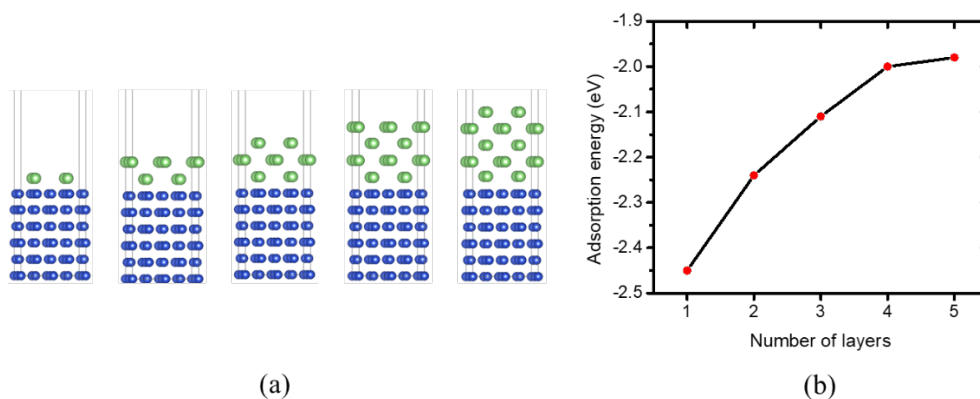 -1.9
-2.0
-2.1
-2.2
-2.3
-2.4
-2.5
Adsorption energy (eV)
1 2 3 4 5
Number of layers
(a) (b)